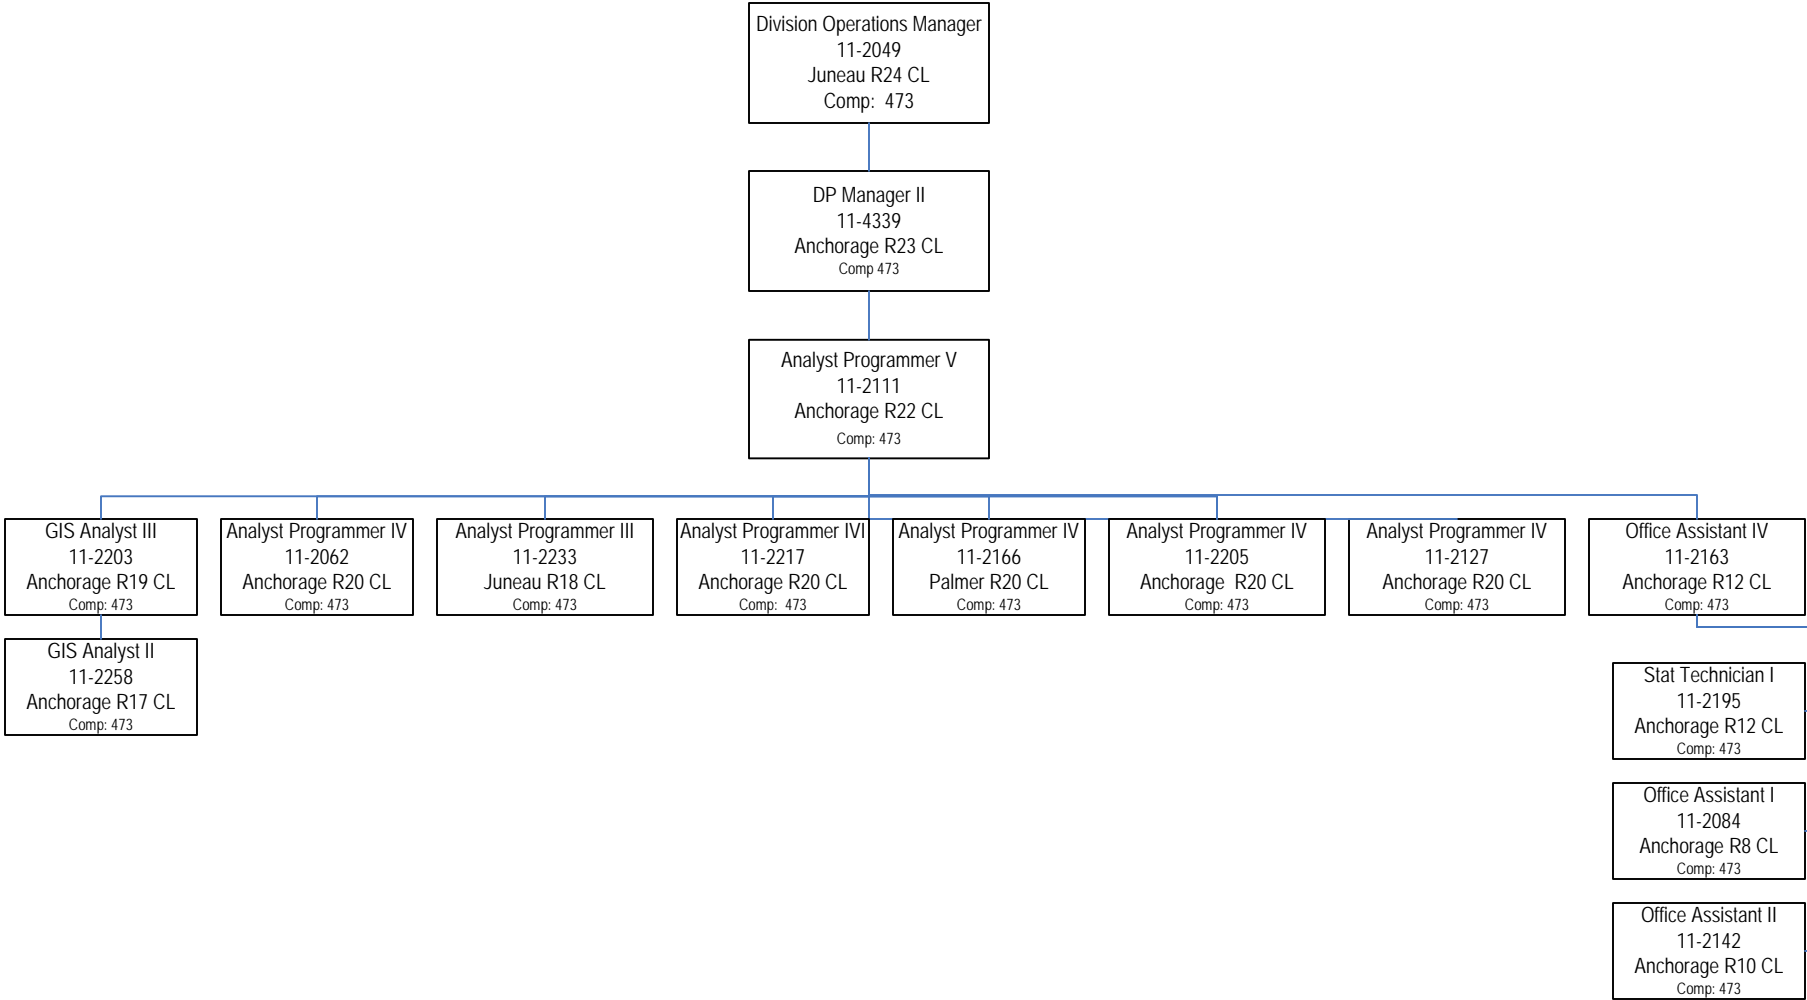 Division Operations Manager
11-2049
Juneau R24 CL
Comp: 473
DP Manager II
11-4339
Anchorage R23 CL
Comp 473
Analyst Programmer V
11-2111
Anchorage R22 CL
Comp: 473
GIS Analyst III
11-2203
Anchorage R19 CL
Comp: 473
Analyst Programmer IV
11-2062
Anchorage R20 CL
Comp: 473
Analyst Programmer III
11-2233
Juneau R18 CL
Comp: 473
Analyst Programmer IVI
11-2217
Anchorage R20 CL
Comp: 473
Analyst Programmer IV
11-2166
Palmer R20 CL
Comp: 473
Analyst Programmer IV
11-2205
Anchorage R20 CL
Comp: 473
Analyst Programmer IV
11-2127
Anchorage R20 CL
Comp: 473
Office Assistant IV
11-2163
Anchorage R12 CL
Comp: 473
GIS Analyst II
11-2258
Anchorage R17 CL
Comp: 473
Stat Technician I
11-2195
Anchorage R12 CL
Comp: 473
Office Assistant I
11-2084
Anchorage R8 CL
Comp: 473
Office Assistant II
11-2142
Anchorage R10 CL
Comp: 473